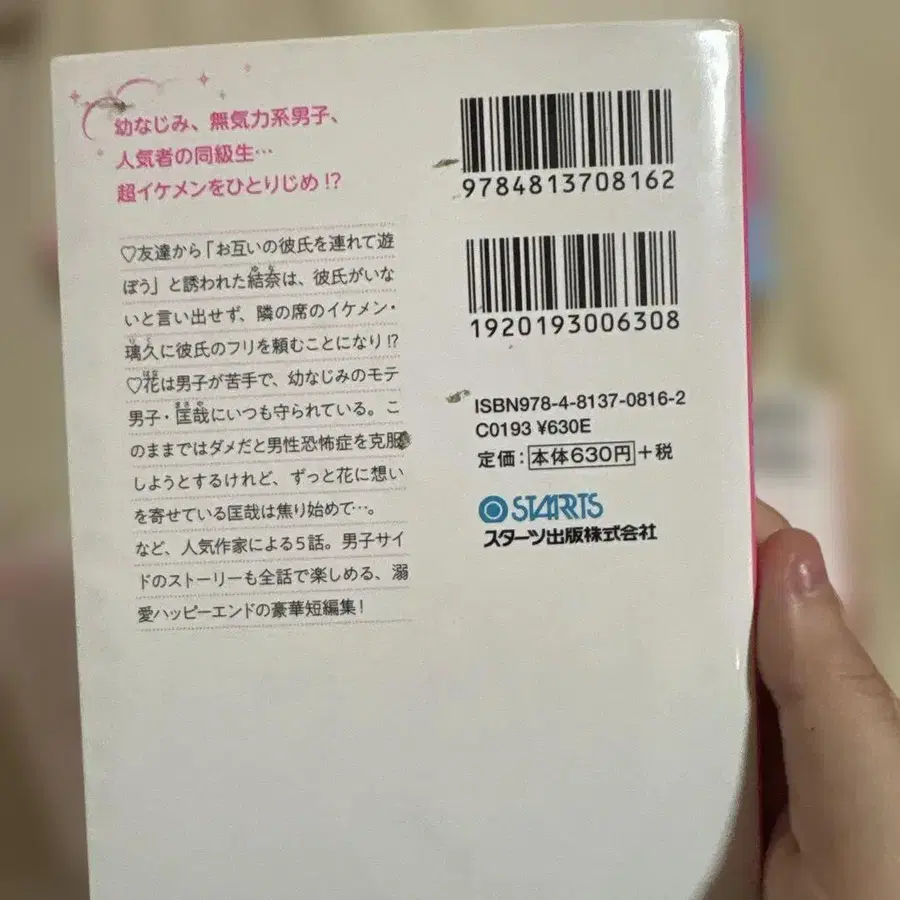 幼なじみ、無気力系男子、
人気者の同級生…
超イケメンをひとりじめ!?
♡友達から「お互いの彼氏を連れて遊
ぼう」と誘われた結奈は、彼氏がいな
いと言い出せず、隣の席のイケメン・
璃久に彼氏のフリを頼むことになり!?
♡花は男子が苦手で、幼なじみのモテ
男子・匡哉にいつも守られている。こ
のままではダメだと男性恐怖症を克服
しようとするけれど、ずっと花に想い
を寄せている匡哉は焦り始めて…。
など、人気作家による5話。男子サイ
ドのストーリーも全話で楽しめる、溺
愛ハッピーエンドの豪華短編集!
9784813708162
1920193006308
ISBN978-4-8137-0816-2
C0193 ¥630E
定価:本体630円+税
STARTS
スターツ出版株式会社